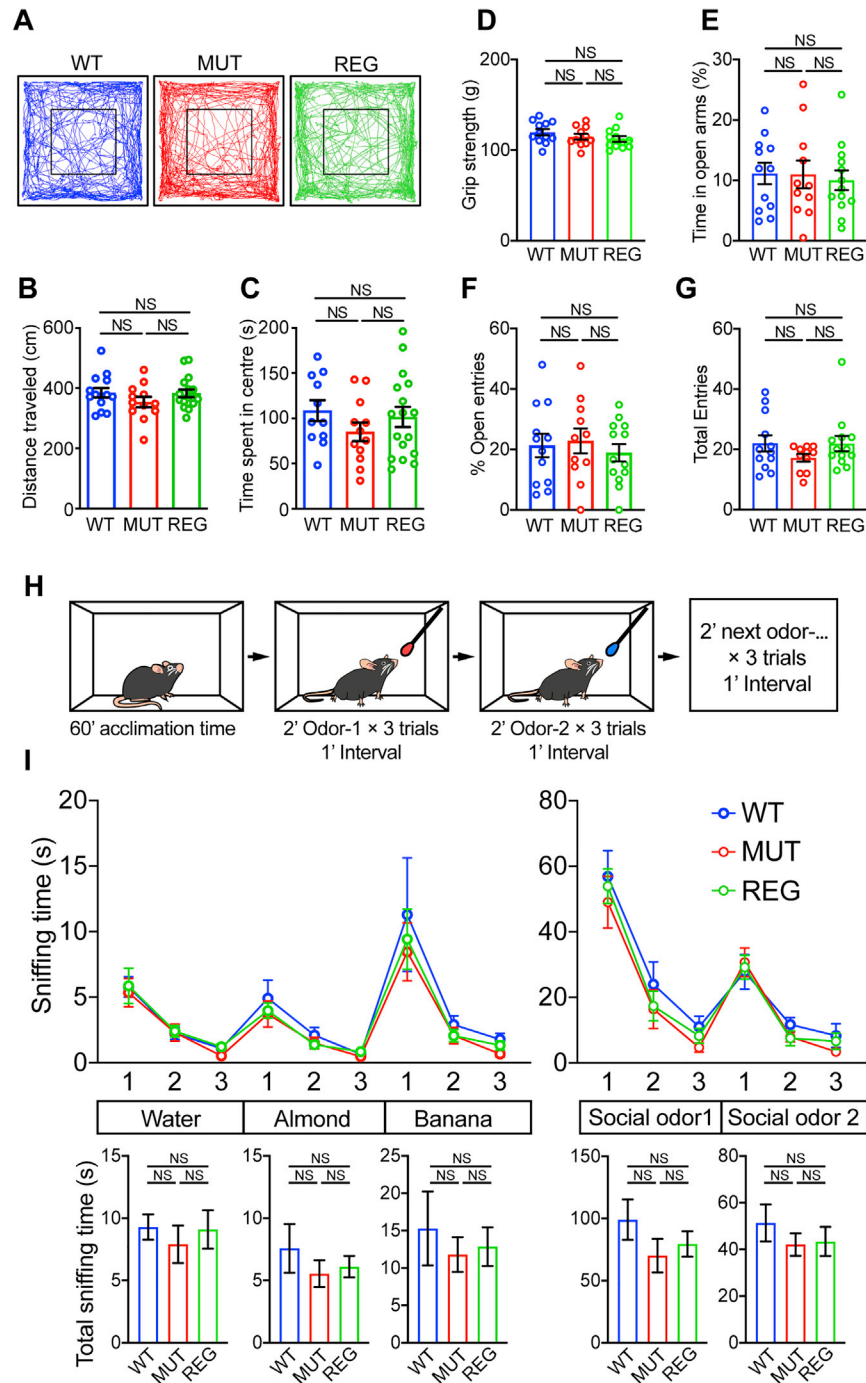 A
WT MUT REG
B
Distance traveled (cm)
600
400
200
0
NS
NS NS
WT MUT REG
C
Time spent in centre (s)
200
150
100
50
0
NS
NS NS
WT MUT REG
D
Grip strength (g)
200
100
0
NS
NS NS
WT MUT REG
E
Time in open arms (%)
30
20
10
0
NS
NS NS
WT MUT REG
F
% Open entries
60
40
20
0
NS
NS NS
WT MUT REG
G
Total Entries
60
40
20
0
NS
NS NS
WT MUT REG
H
60’ acclimation time
2’ Odor-1 × 3 trials
1’ Interval
2’ Odor-2 × 3 trials
1’ Interval
2’ next odor-...
× 3 trials
1’ Interval
I
Sniffing time (s)
20
15
10
5
0
1 2 3 1 2 3 1 2 3
Water Almond Banana
80
60
40
20
0
WT
MUT
REG
1 2 3 1 2 3
Social odor1 Social odor 2
Total sniffing time (s)
15
10
5
0
NS
NS NS
WT MUT REG
15
10
5
0
NS
NS NS
WT MUT REG
25
20
15
10
5
0
NS
NS NS
WT MUT REG
150
100
50
0
NS
NS NS
WT MUT REG
80
60
40
20
0
NS
NS NS
WT MUT REG